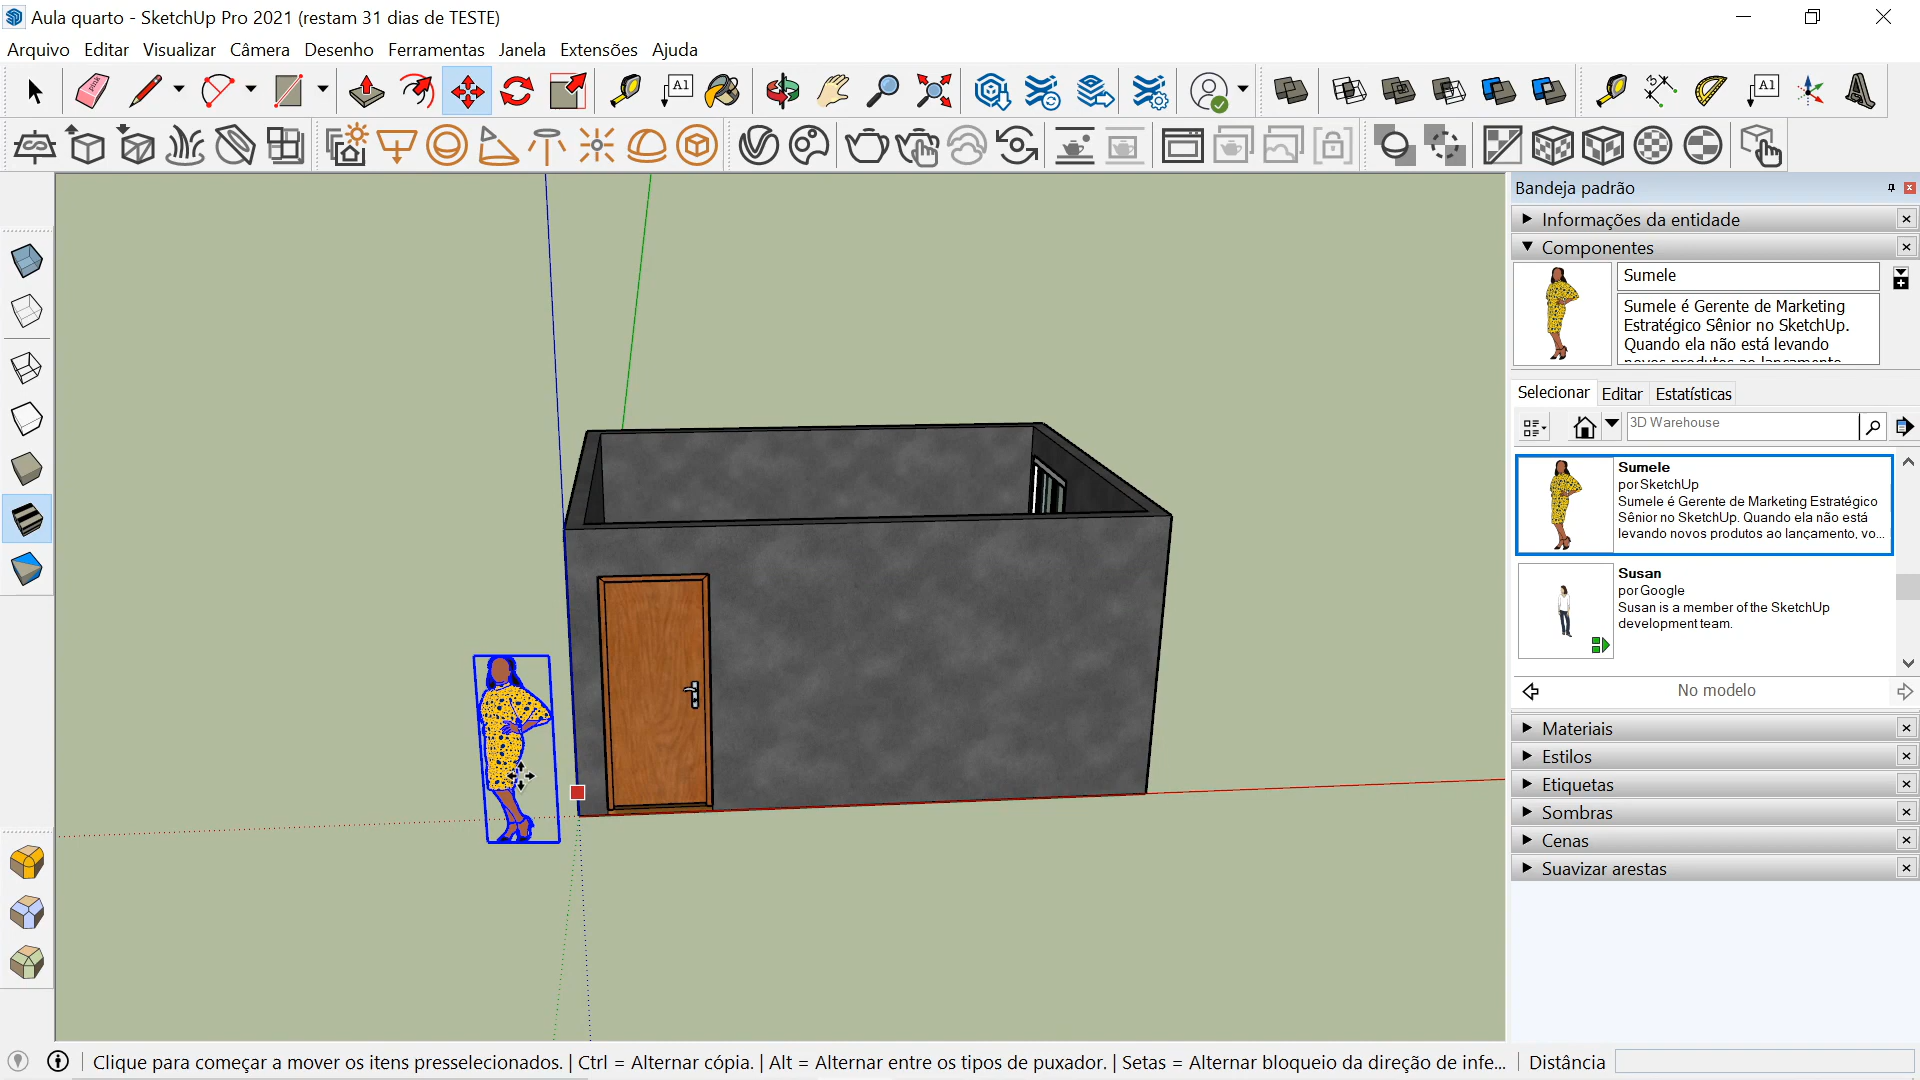 Aula quarto - SketchUp Pro 2021 (restam 31 dias de TESTE)
Arquivo Editar Visualizar Câmera Desenho Ferramentas Janela Extensões Ajuda
Bandeja padrão
Informações da entidade
Componentes
Sumele
Sumele é Gerente de Marketing
Estratégico Sênior no SketchUp.
Quando ela não está levando
novos produtos ao lançamento
Selecionar Editar Estatísticas
3D Warehouse
Sumele
por SketchUp
Sumele é Gerente de Marketing Estratégico
Sênior no SketchUp. Quando ela não está
levando novos produtos ao lançamento, vo...
Susan
por Google
Susan is a member of the SketchUp
development team.
No modelo
Materiais
Estilos
Etiquetas
Sombras
Cenas
Suavizar arestas
Clique para começar a mover os itens presselecionados. | Ctrl = Alternar cópia. | Alt = Alternar entre os tipos de puxador. | Setas = Alternar bloqueio da direção de infe...
Distância